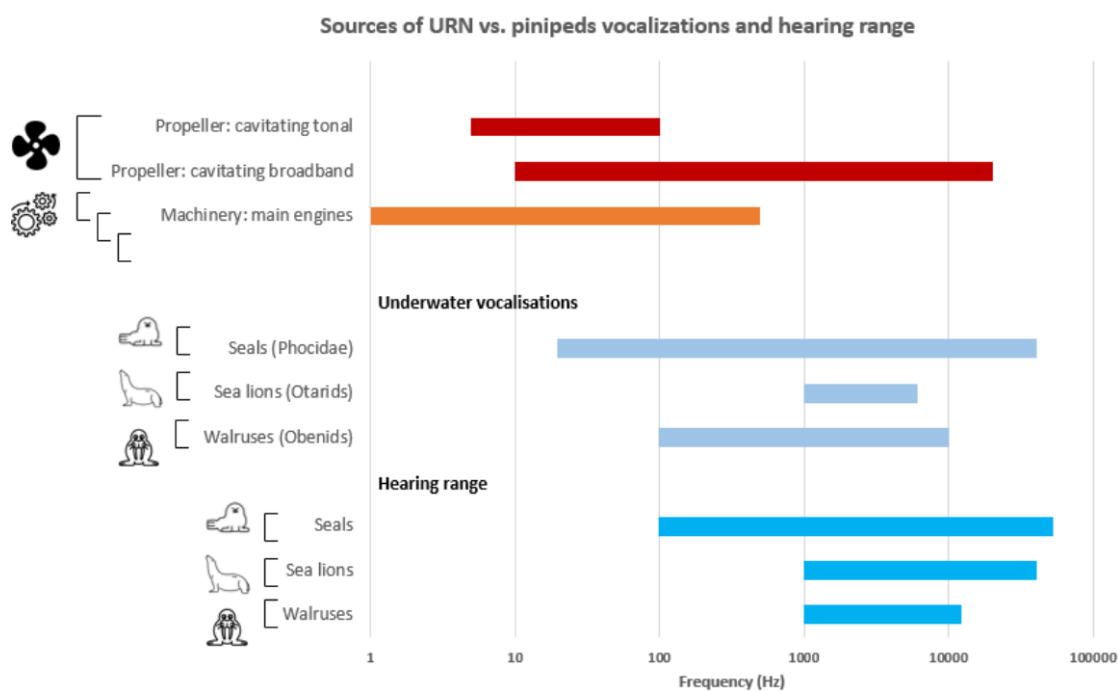 Sources of URN vs. pinipeds vocalizations and hearing range
Propeller: cavitating tonal
Propeller: cavitating broadband
Machinery: main engines
Underwater vocalisations
Seals (Phocidae)
Sea lions (Otarids)
Walruses (Obenids)
Hearing range
Seals
Sea lions
Walruses
1 10 100 1000 10000 100000
Frequency (Hz)